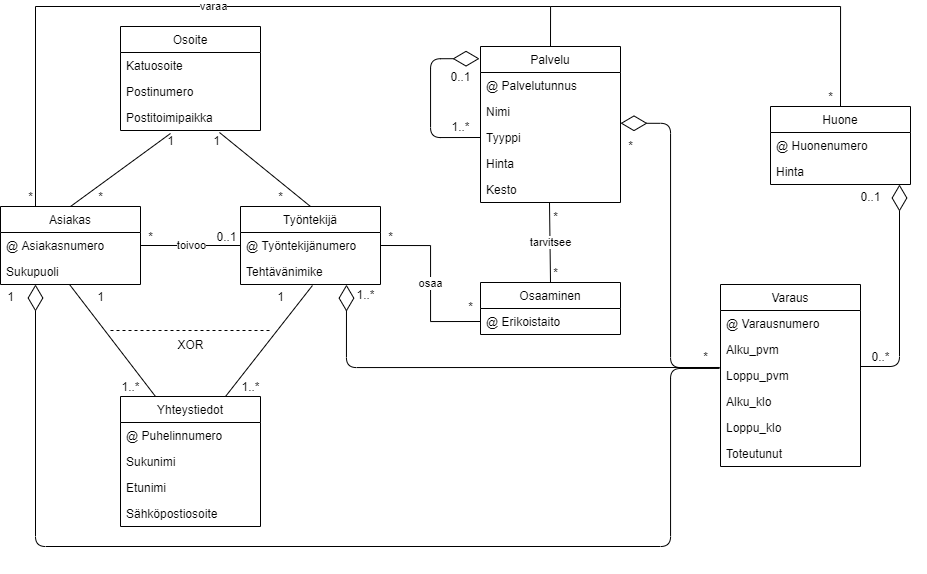 varaa
Osoite
Katuosoite
Postinumero
Postitoimipaikka
1
1
*
*
*
Palvelu
@ Palvelutunnus
Nimi
Tyyppi
Hinta
Kesto
0..1
1..*
*
*
tarvitsee
*
*
Huone
@ Huonenumero
Hinta
0..1
Asiakas
@ Asiakasnumero
Sukupuoli
*
toivoo
0..1
Työntekijä
@ Työntekijänumero
Tehtävänimike
*
osaa
*
Osaaminen
@ Erikoistaito
1
1
1
1..*
XOR
1..*
1..*
Yhteystiedot
@ Puhelinnumero
Sukunimi
Etunimi
Sähköpostiosoite
*
0..*
Varaus
@ Varausnumero
Alku_pvm
Loppu_pvm
Alku_klo
Loppu_klo
Toteutunut